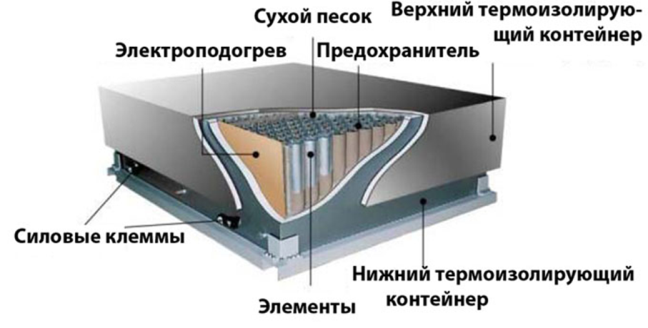 Верхний термоизолирую-
щий контейнер
Сухой песок
Электроподогрев
Предохранитель
Силовые клеммы
Нижний термоизолирующий
контейнер
Элементы